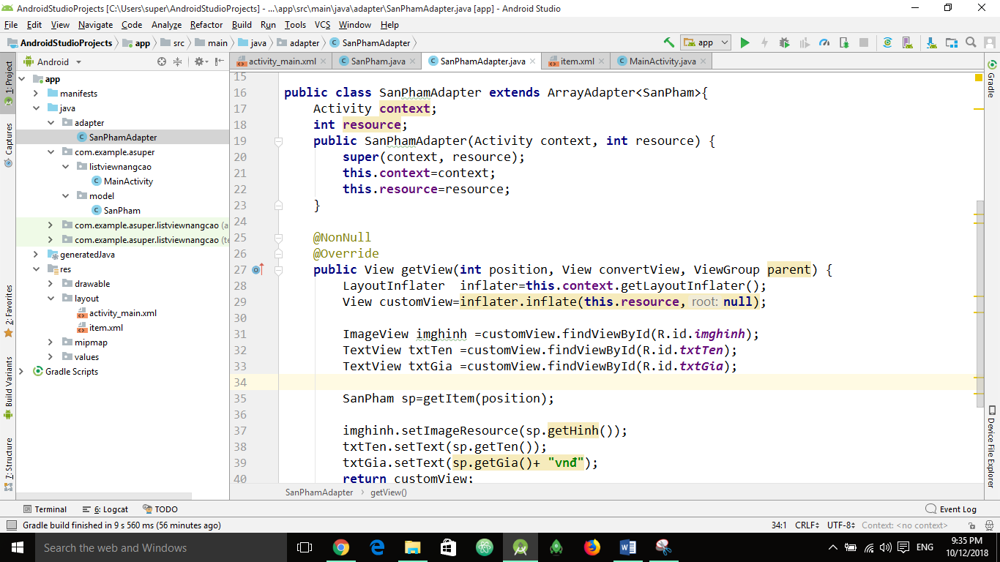 AndroidStudioProjects [C:\Users\super\AndroidStudioProjects] - ...\app\src\main\java\adapter\SanPhamAdapter.java [app] - Android Studio
File Edit View Navigate Code Analyze Refactor Build Run Tools VCS Window Help
AndroidStudioProjects app src main java adapter SanPhamAdapter app
1: Project
Captures
2: Favorites
Build Variants
7: Structure
Android
app
manifests
java
adapter
SanPhamAdapter
com.example.asuper
listviewnangcao
MainActivity
model
SanPham
com.example.asuper.listviewnangcao (a
com.example.asuper.listviewnangcao (te
generatedJava
res
drawable
layout
activity_main.xml
item.xml
mipmap
values
Gradle Scripts
activity_main.xml SanPham.java SanPhamAdapter.java item.xml MainActivity.java
15
16 public class SanPhamAdapter extends ArrayAdapter<SanPham>{
17 Activity context;
18 int resource;
19 public SanPhamAdapter(Activity context, int resource) {
20 super(context, resource);
21 this.context=context;
22 this.resource=resource;
23 }
24
25 @NonNull
26 @Override
27 public View getView(int position, View convertView, ViewGroup parent) {
28 LayoutInflater inflater=this.context.getLayoutInflater();
29 View customView=inflater.inflate(this.resource, root: null);
30
31 ImageView imghinh =customView.findViewById(R.id.imghinh);
32 TextView txtTen =customView.findViewById(R.id.txtTen);
33 TextView txtGia =customView.findViewById(R.id.txtGia);
34
35 SanPham sp=getItem(position);
36
37 imghinh.setImageResource(sp.getHinh());
38 txtTen.setText(sp.getTen());
39 txtGia.setText(sp.getGia()+ "vnđ");
40 return customView;
SanPhamAdapter getView()
Gradle
Device File Explorer
Terminal 6: Logcat TODO Event Log
Gradle build finished in 9 s 560 ms (56 minutes ago) 34:1 CRLF UTF-8 Context: <no context>
Search the web and Windows
ENG
9:35 PM
10/12/2018